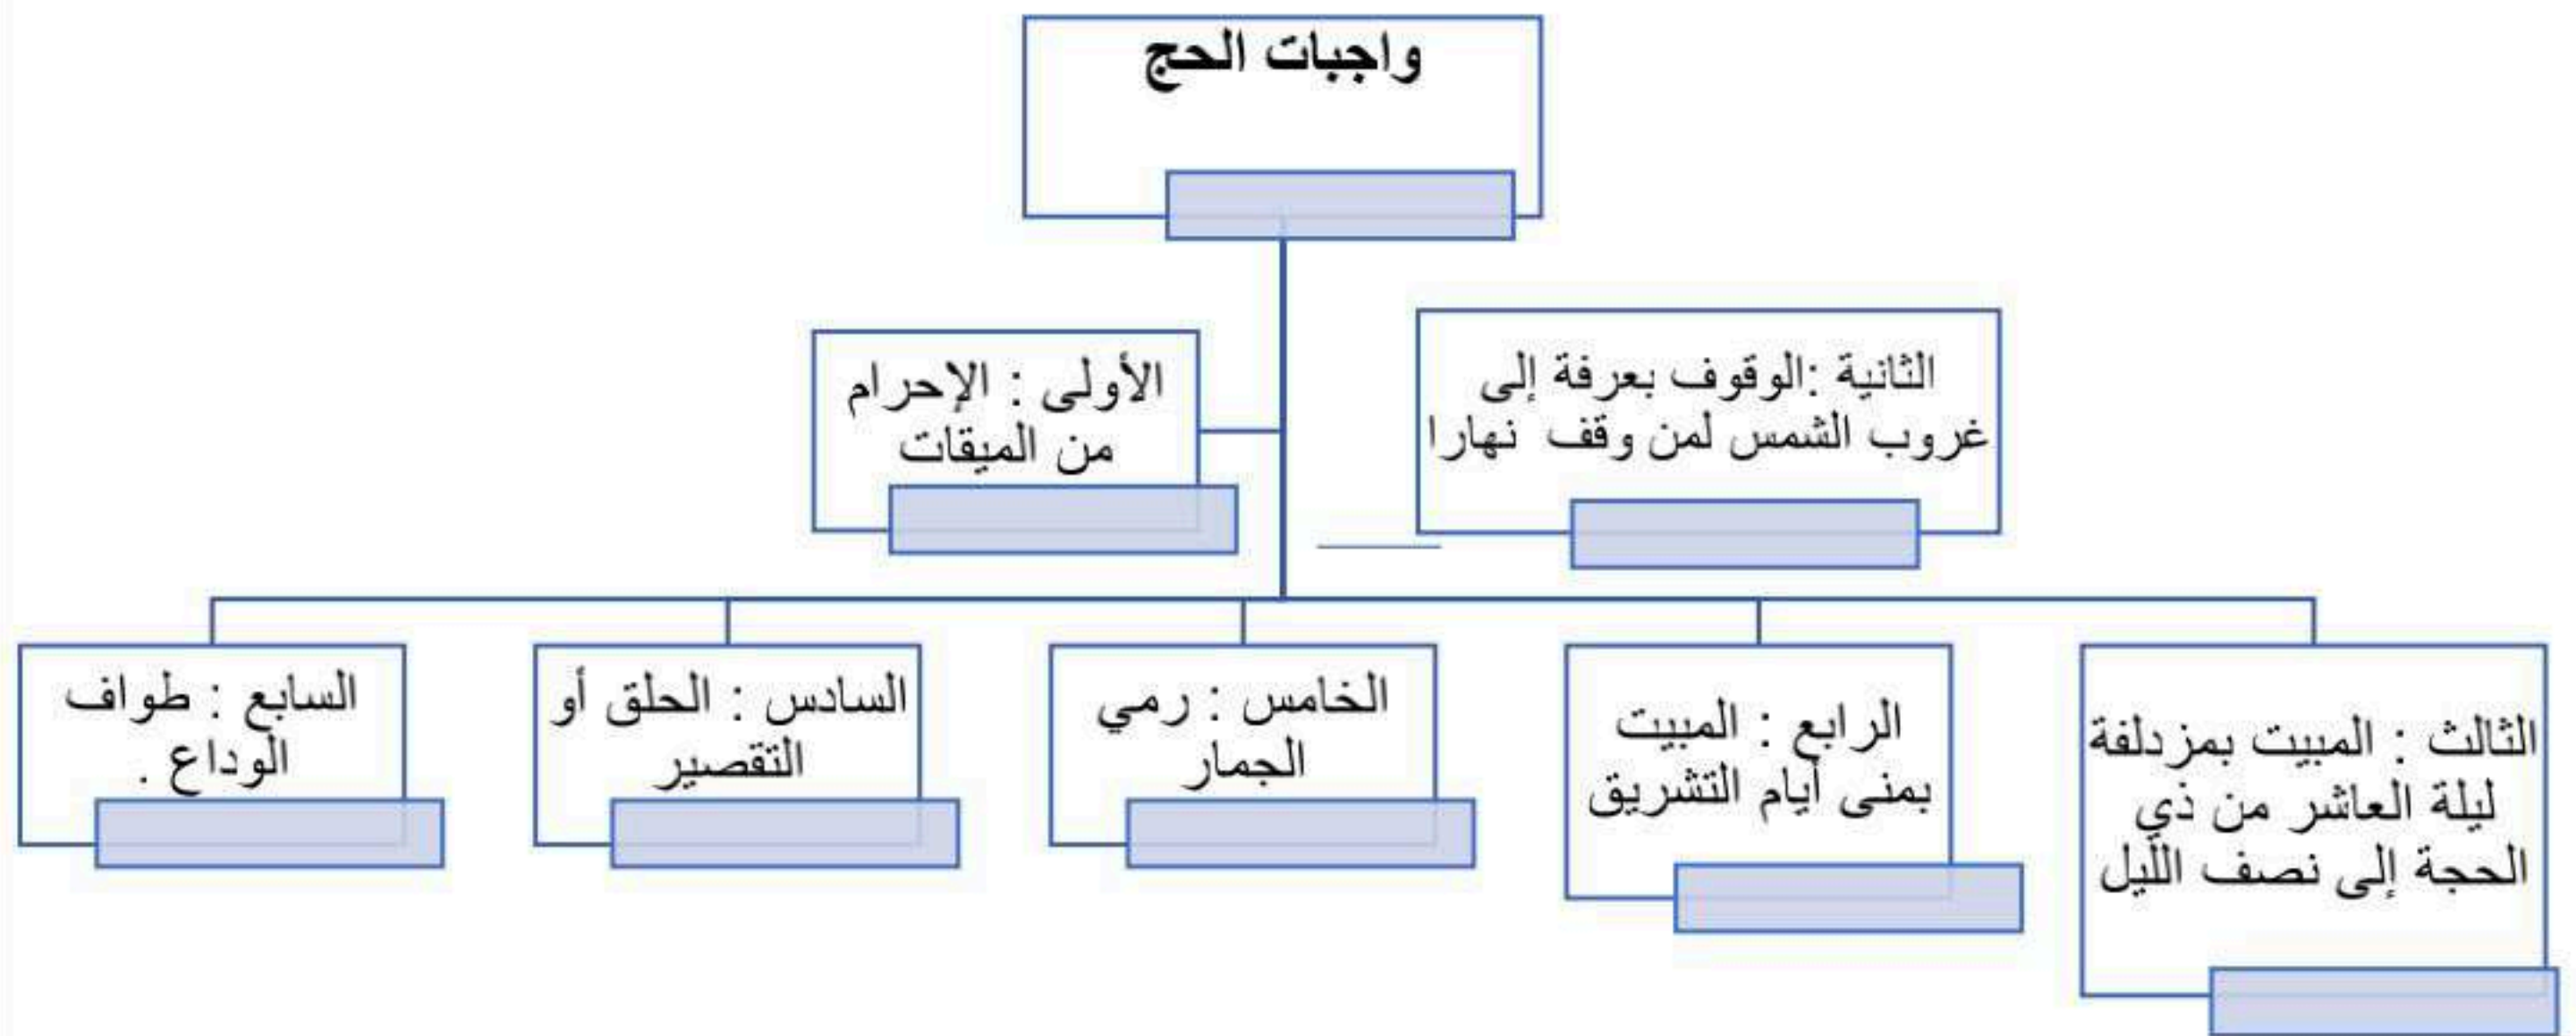 واجبات الحج
الثانية :الوقوف بعرفة إلى
غروب الشمس لمن وقف نهارا
الأولى : الإحرام
من الميقات
الثالث : المبيت بمزدلفة
ليلة العاشر من ذي
الحجة إلى نصف الليل
الرابع : المبيت
بمنى أيام التشريق
الخامس : رمي
الجمار
السادس : الحلق أو
التقصير
السابع : طواف
الوداع .